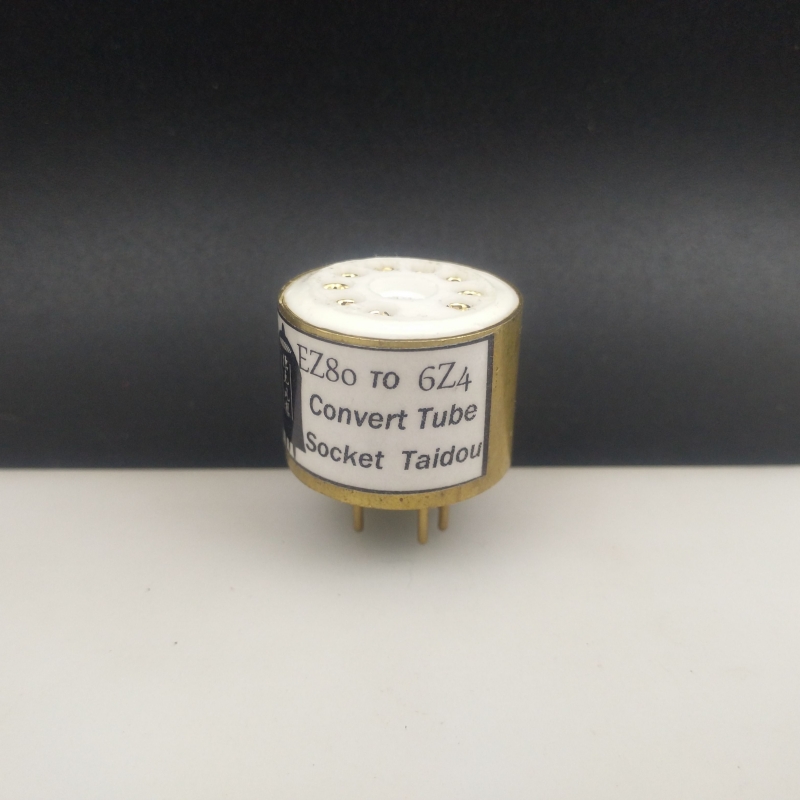 EZ80 TO 6Z4
Convert Tube
Socket Taidou